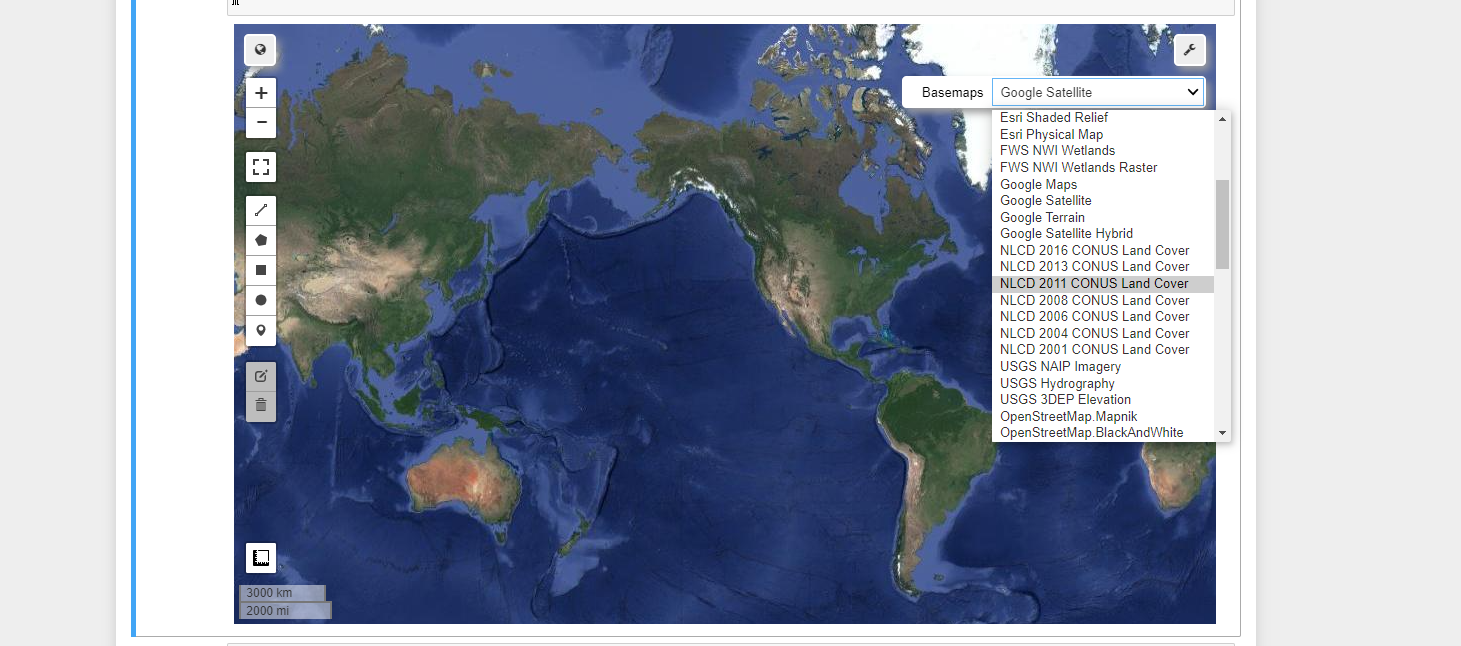 Basemaps Google Satellite
Esri Shaded Relief
Esri Physical Map
FWS NWI Wetlands
FWS NWI Wetlands Raster
Google Maps
Google Satellite
Google Terrain
Google Satellite Hybrid
NLCD 2016 CONUS Land Cover
NLCD 2013 CONUS Land Cover
NLCD 2011 CONUS Land Cover
NLCD 2008 CONUS Land Cover
NLCD 2006 CONUS Land Cover
NLCD 2004 CONUS Land Cover
NLCD 2001 CONUS Land Cover
USGS NAIP Imagery
USGS Hydrography
USGS 3DEP Elevation
OpenStreetMap.Mapnik
OpenStreetMap.BlackAndWhite
3000 km
2000 mi